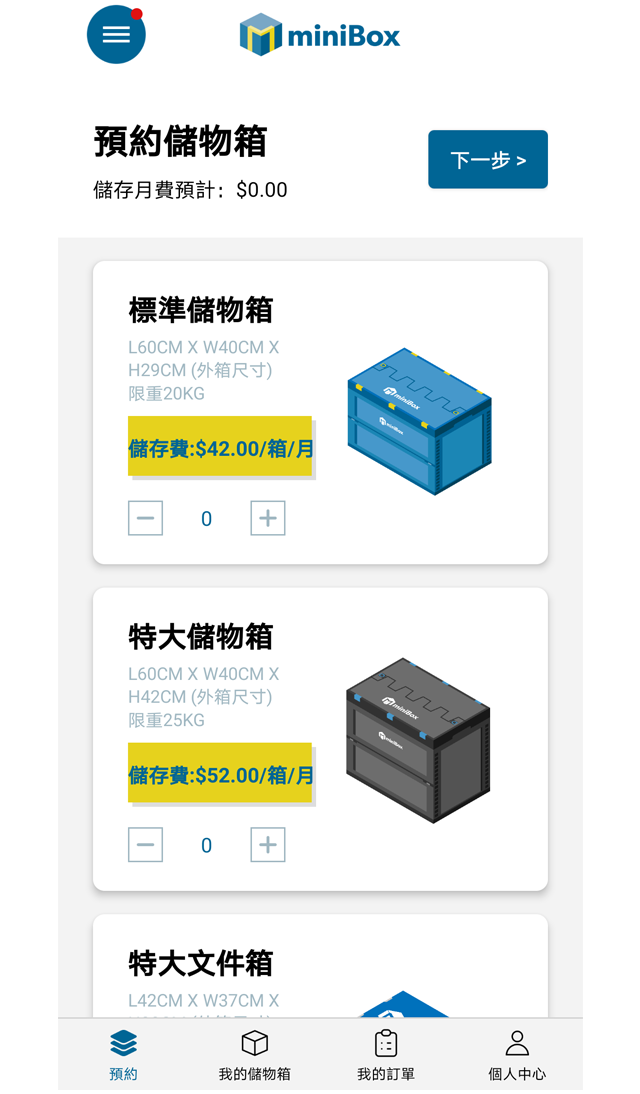 miniBox
預約儲物箱
下一步 >
儲存月費預計：$0.00
標準儲物箱
L60CM X W40CM X
H29CM (外箱尺寸)
限重20KG
儲存費:$42.00/箱/月
0
miniBox
miniBox
特大儲物箱
L60CM X W40CM X
H42CM (外箱尺寸)
限重25KG
儲存費:$52.00/箱/月
0
miniBox
miniBox
特大文件箱
L42CM X W37CM X
預約
我的儲物箱
我的訂單
個人中心